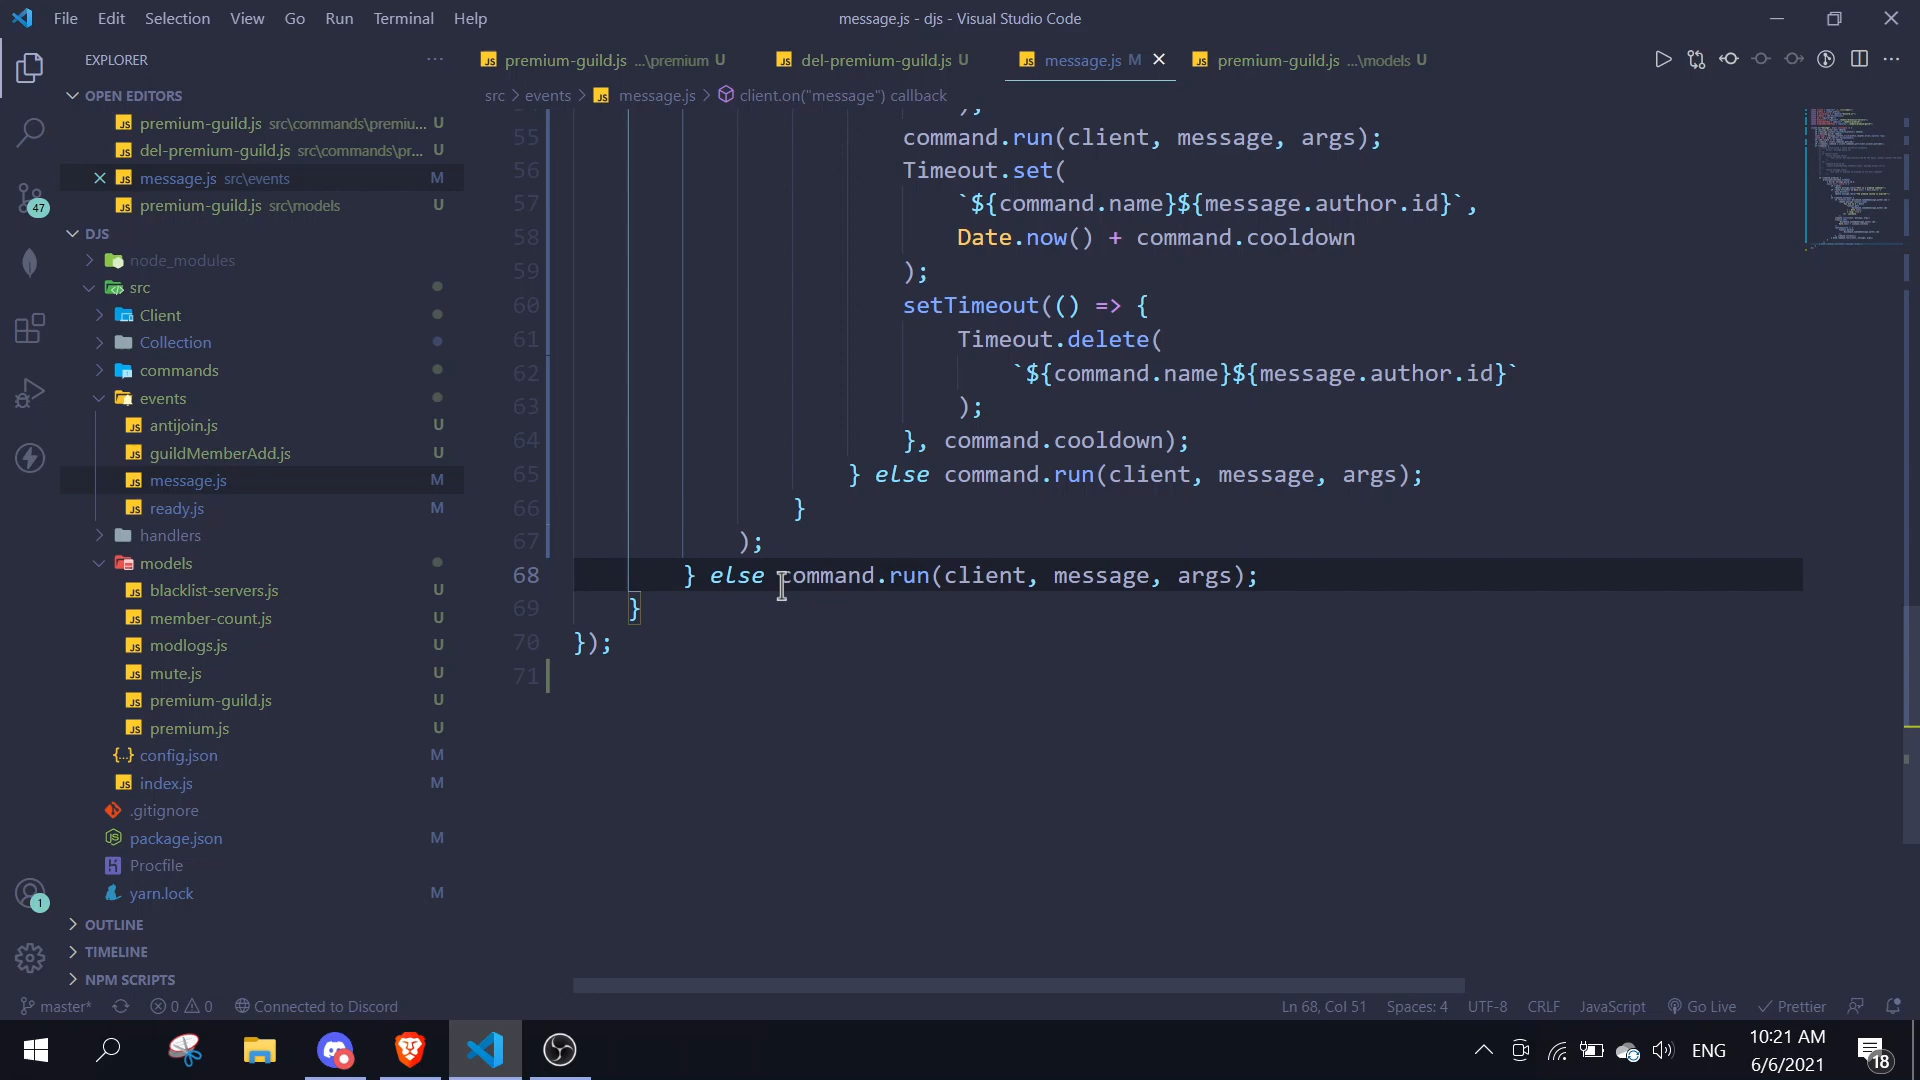 File Edit Selection View Go Run Terminal Help
message.js - djs - Visual Studio Code
EXPLORER
premium-guild.js ...\premium U
del-premium-guild.js U
message.js M
premium-guild.js ...\models U
OPEN EDITORS
premium-guild.js src\commands\premiu... U
del-premium-guild.js src\commands\pr... U
message.js src\events M
premium-guild.js src\models U
DJS
node_modules
src
Client
Collection
commands
events
antijoin.js U
guildMemberAdd.js U
message.js M
ready.js M
handlers
models
blacklist-servers.js U
member-count.js U
modlogs.js U
mute.js U
premium-guild.js U
premium.js U
config.json M
index.js M
.gitignore
package.json M
Procfile
yarn.lock M
OUTLINE
TIMELINE
NPM SCRIPTS
47
1
src > events > message.js > client.on("message") callback
);
55 command.run(client, message, args);
56 Timeout.set(
57 `${command.name}${message.author.id}`,
58 Date.now() + command.cooldown
59 );
60 setTimeout(() => {
61 Timeout.delete(
62 `${command.name}${message.author.id}`
63 );
64 }, command.cooldown);
65 } else command.run(client, message, args);
66 }
67 );
68 } else command.run(client, message, args);
69 }
70 });
71
master* 0 0 Connected to Discord
Ln 68, Col 51 Spaces: 4 UTF-8 CRLF JavaScript Go Live Prettier
ENG
10:21 AM
6/6/2021
18